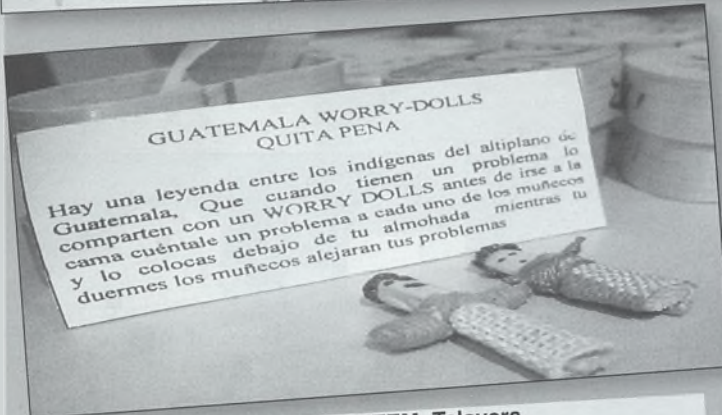 GUATEMALA WORRY-DOLLS
QUITA PENA
Hay una leyenda entre los indígenas del altiplano de
Guatemala, Que cuando tienen un problema lo
comparten con un WORRY DOLLS antes de irse a la
cama cuéntale un problema a cada uno de los muñecos
y lo colocas debajo de tu almohada mientras tu
duermes los muñecos alejaran tus problemas
Talavera